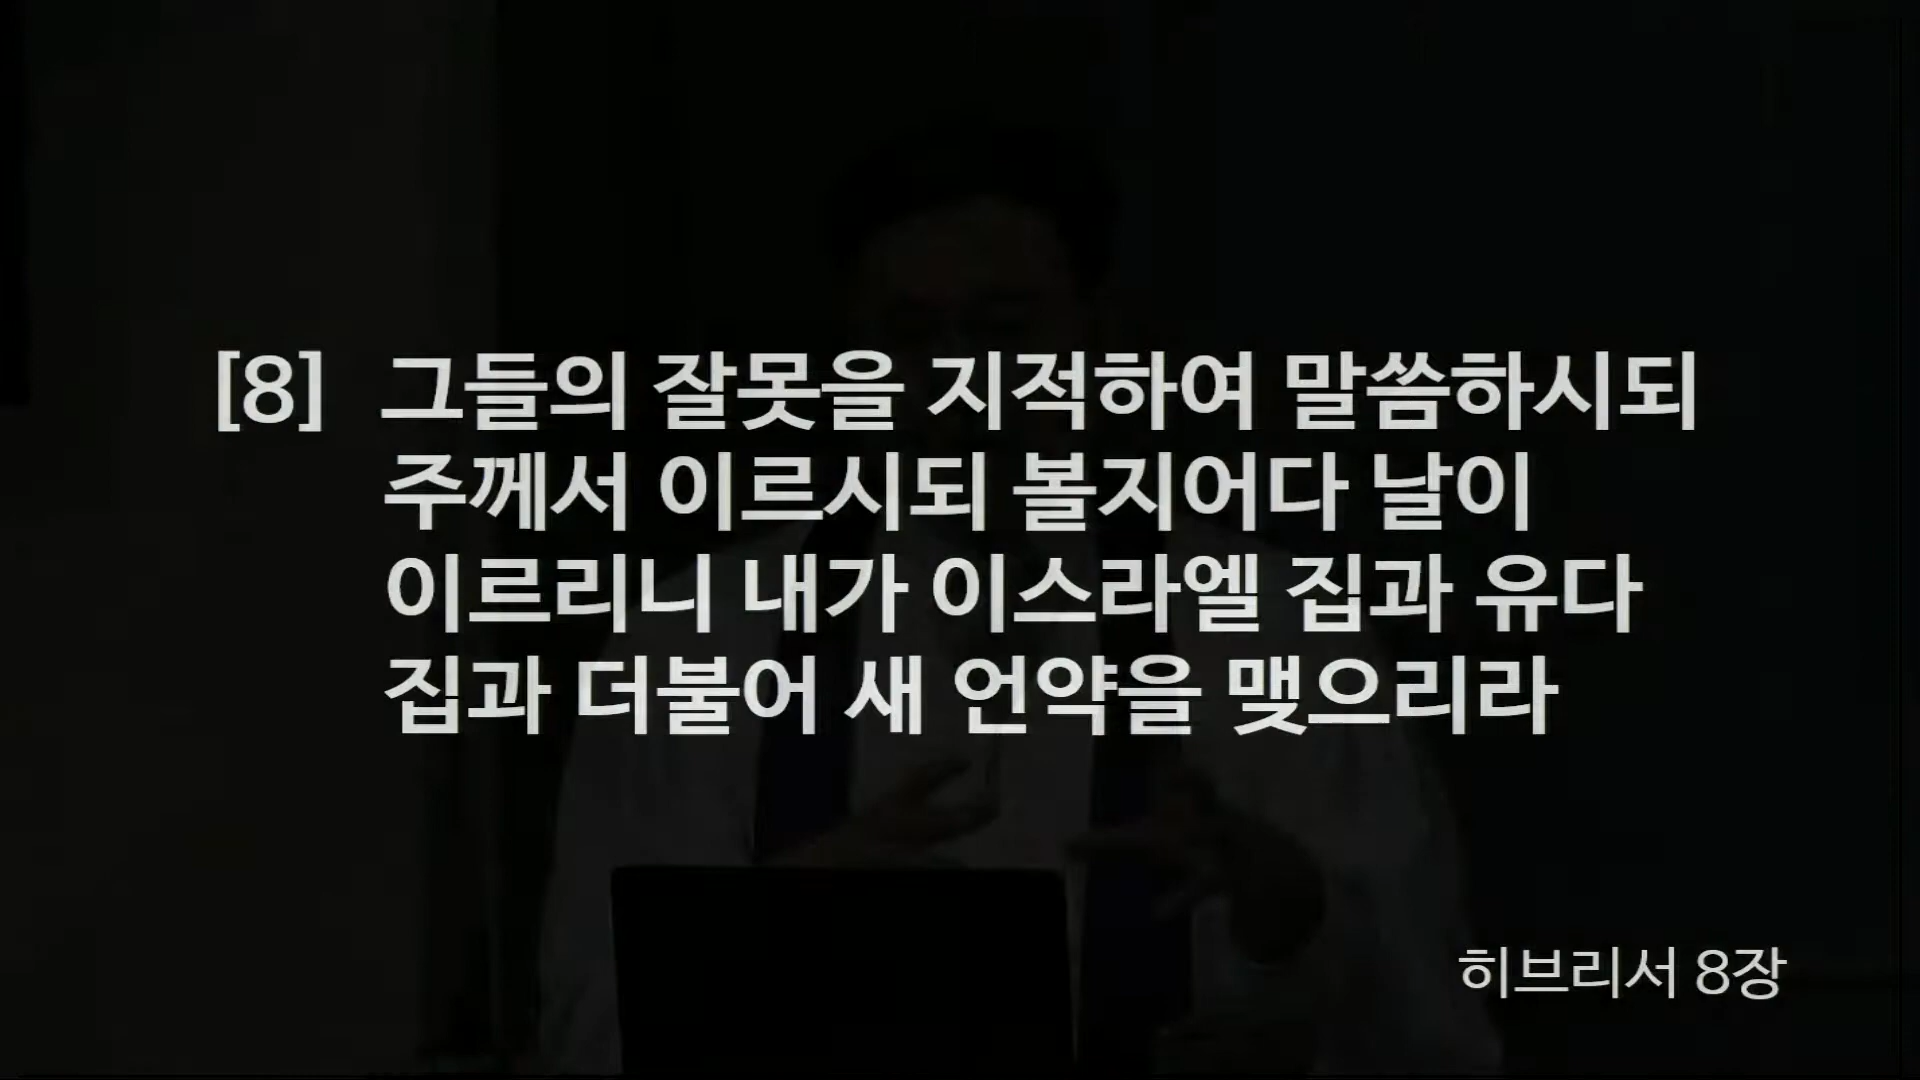 [8] 그들의 잘못을 지적하여 말씀하시되
주께서 이르시되 볼지어다 날이
이르리니 내가 이스라엘 집과 유다
집과 더불어 새 언약을 맺으리라
히브리서 8장